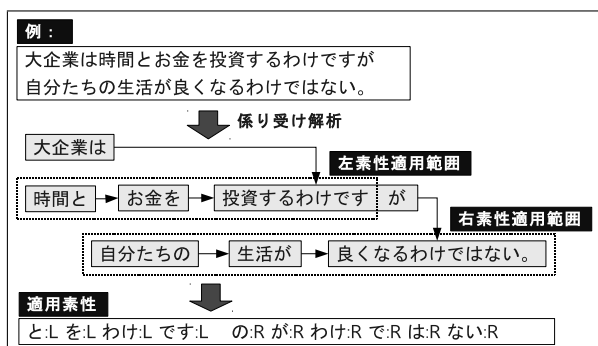 例：
大企業は時間とお金を投資するわけですが
自分たちの生活が良くなるわけではない。
係り受け解析
大企業は
左素性適用範囲
時間と お金を 投資するわけです が
右素性適用範囲
自分たちの 生活が 良くなるわけではない。
適用素性
と:L を:L わけ:L です:L の:R が:R わけ:R で:R は:R ない:R